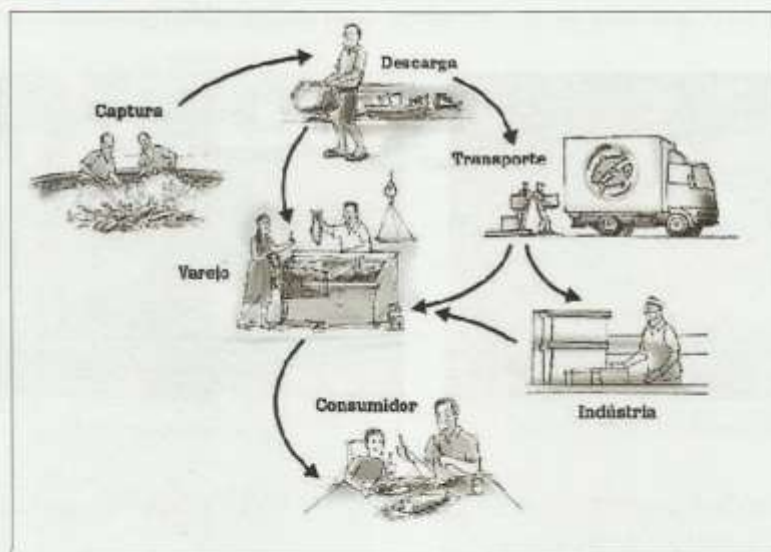 Descarga
Captura
Transporte
Varejo
Consumidor
Indústria